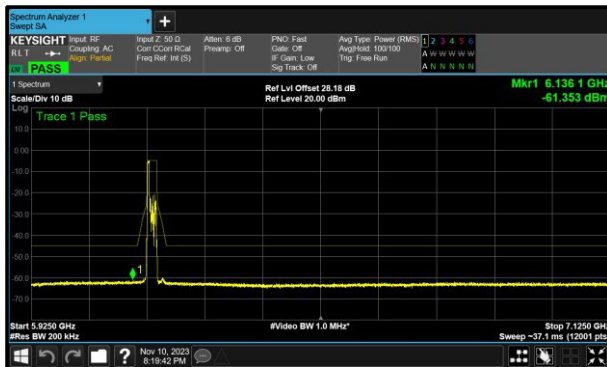 Spectrum Analyzer 1
Swept SA
+
KEYSIGHT
R L T
PASS
Input: RF
Coupling: AC
Align: Partial
Input Z: 50 Ω
Corr CCorr RCal
Freq Ref: Int (S)
Atten: 6 dB
Preamp: Off
PNO: Fast
Gate: Off
IF Gain: Low
Sig Track: Off
Avg Type: Power (RMS)
Avg|Hold: 100/100
Trig: Free Run
1 2 3 4 5 6
A W W W W W
A N N N N N
1 Spectrum
Scale/Div 10 dB
Ref Lvl Offset 28.18 dB
Ref Level 20.00 dBm
Mkr1 6.136 1 GHz
-61.353 dBm
Log
Trace 1 Pass
10.0
0.00
-10.0
-20.0
-30.0
-40.0
-50.0
-60.0
-70.0
1
Start 5.9250 GHz
#Res BW 200 kHz
#Video BW 1.0 MHz*
Stop 7.1250 GHz
Sweep ~37.1 ms (12001 pts)
?
Nov 10, 2023
8:19:42 PM